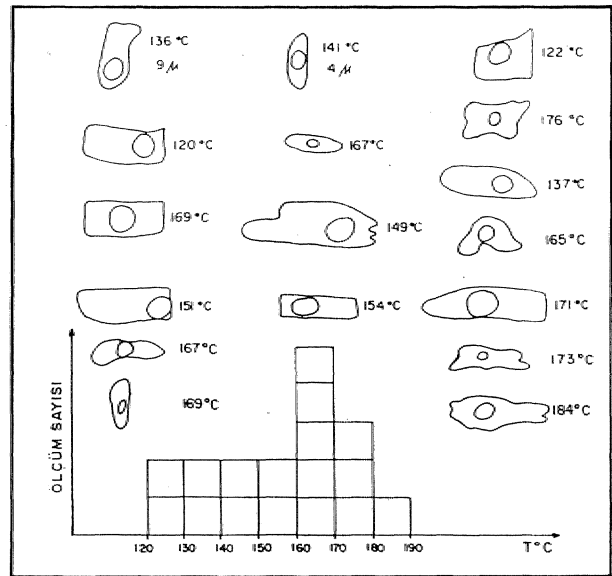 136 °C
9 μ
141 °C
4 μ
122 °C
120 °C
167 °C
176 °C
137 °C
169 °C
149 °C
165 °C
151 °C
154 °C
171 °C
167 °C
173 °C
169 °C
184 °C
ÖLÇÜM SAYISI
120 130 140 150 160 170 180 190 T °C